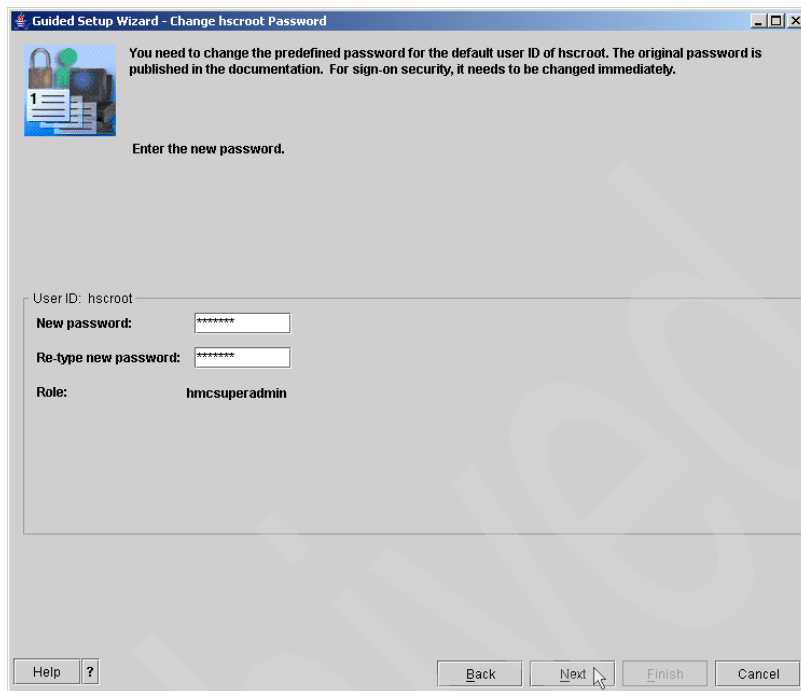 Guided Setup Wizard - Change hscroot Password
You need to change the predefined password for the default user ID of hscroot. The original password is
published in the documentation. For sign-on security, it needs to be changed immediately.
1
Enter the new password.
User ID: hscroot
New password: *******
Re-type new password: *******
Role: hmcsuperadmin
Help ? Back Next Finish Cancel